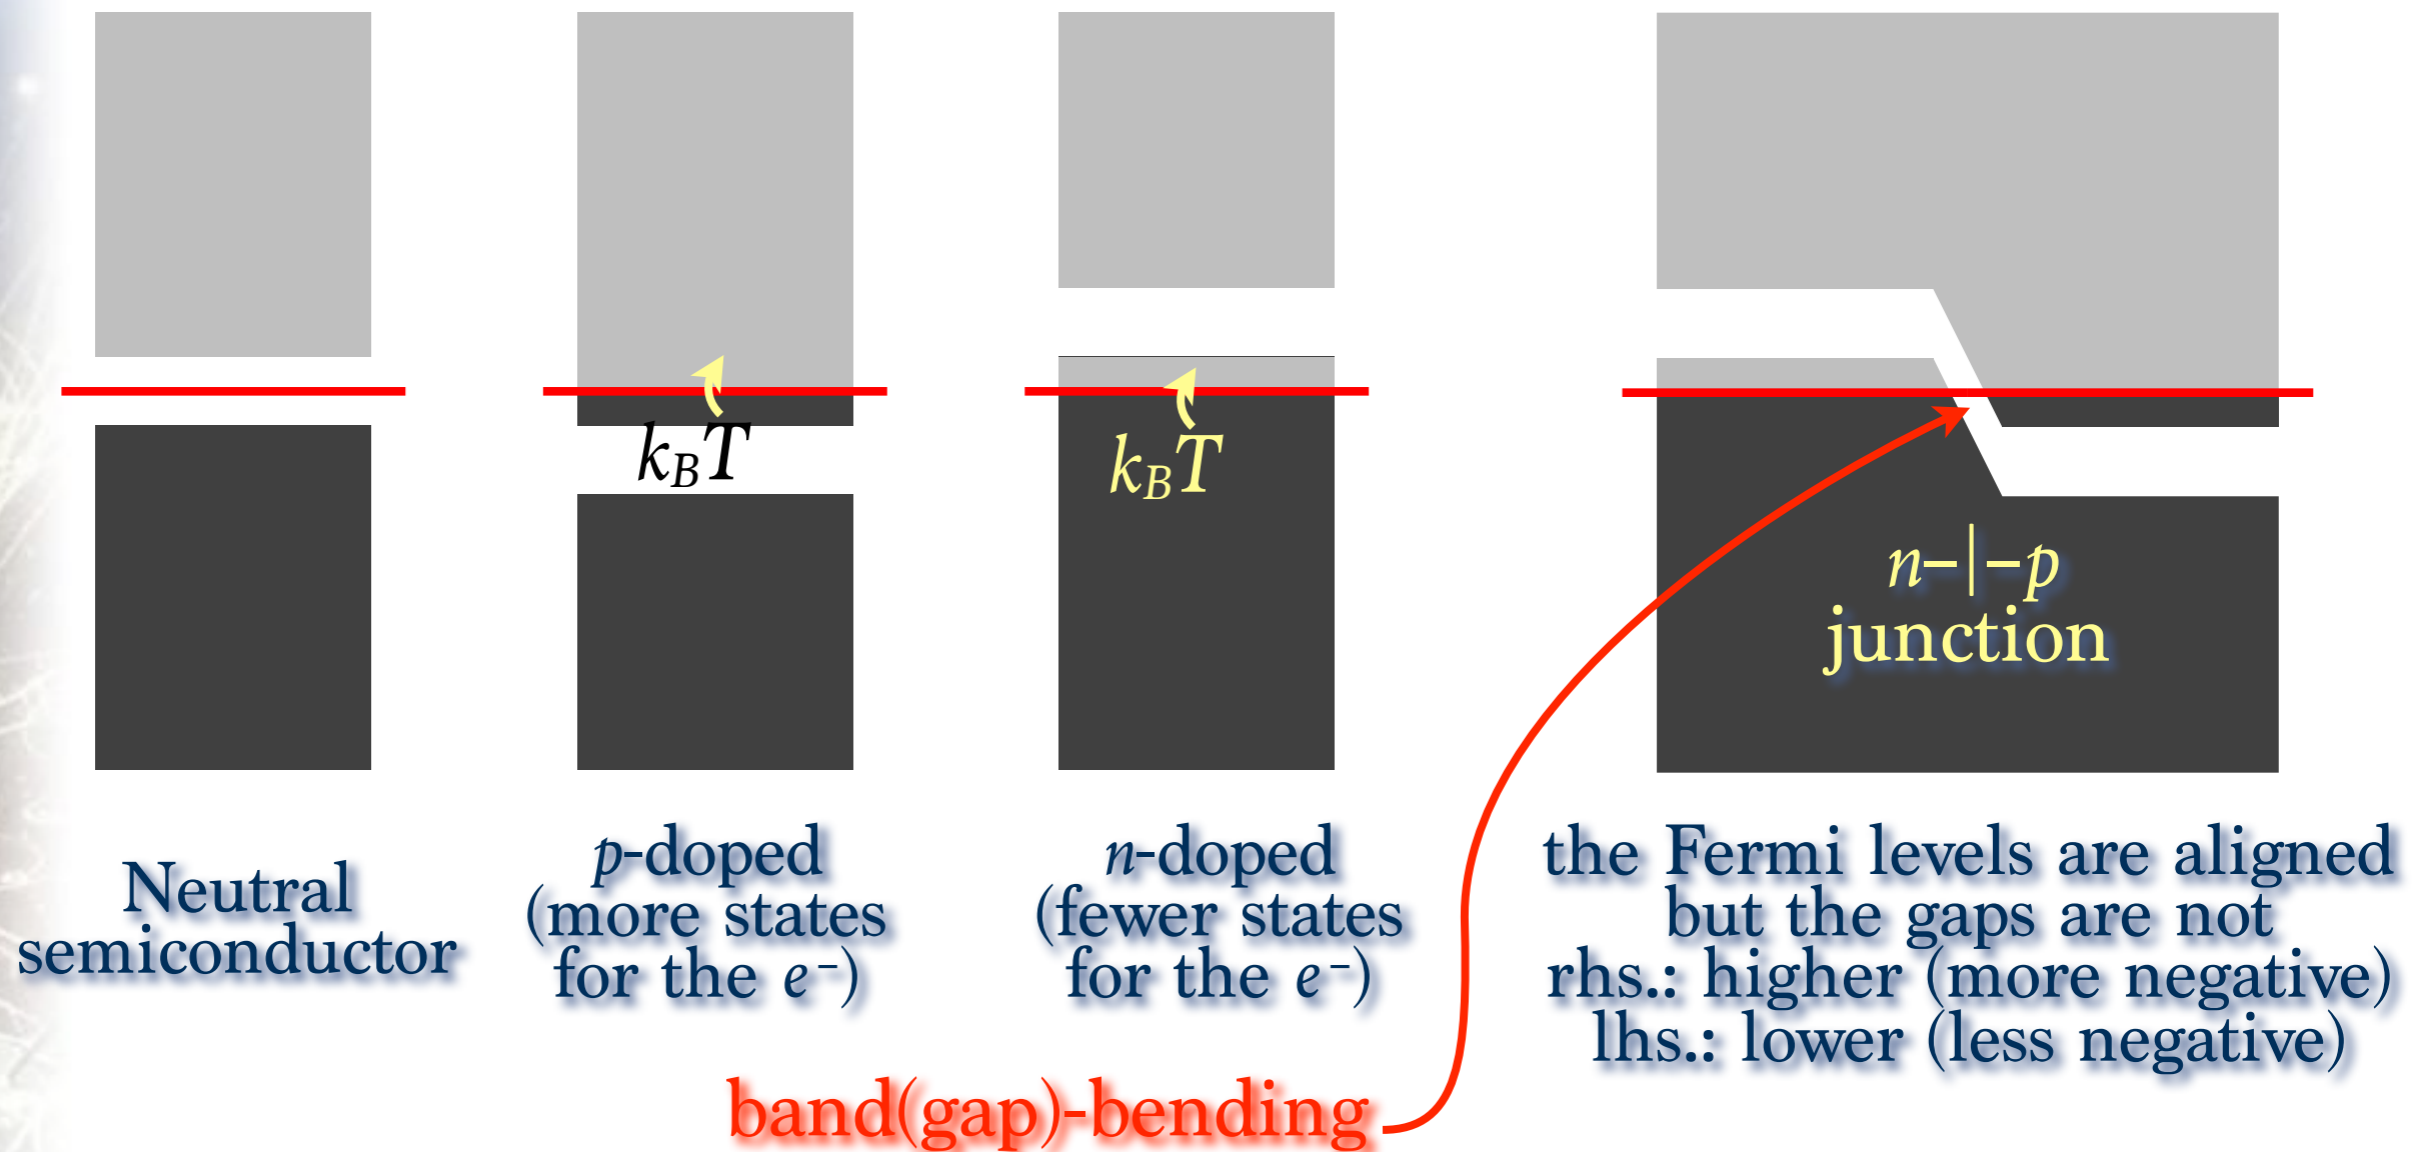 k_BT
k_BT
n–|–p
junction
Neutral
semiconductor
p-doped
(more states
for the e⁻)
n-doped
(fewer states
for the e⁻)
the Fermi levels are aligned
but the gaps are not
rhs.: higher (more negative)
lhs.: lower (less negative)
band(gap)-bending